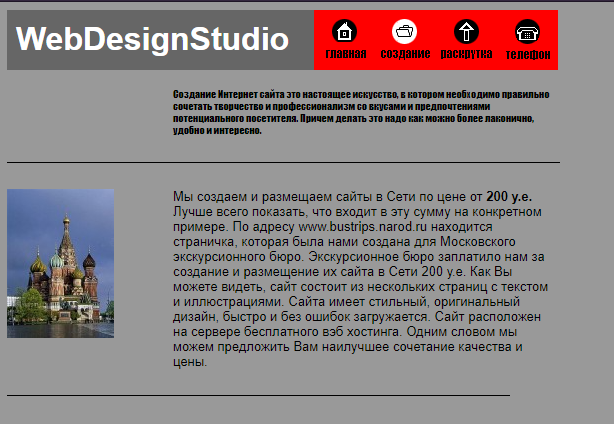 WebDesignStudio
главная создание раскрутка телефон
Создание Интернет сайта это настоящее искусство, в котором необходимо правильно
сочетать творчество и профессионализм со вкусами и предпочтениями
потенциального посетителя. Причем делать это надо как можно более лаконично,
удобно и интересно.
Мы создаем и размещаем сайты в Сети по цене от 200 у.е.
Лучше всего показать, что входит в эту сумму на конкретном
примере. По адресу www.bustrips.narod.ru находится
страничка, которая была нами создана для Московского
экскурсионного бюро. Экскурсионное бюро заплатило нам за
создание и размещение их сайта в Сети 200 у.е. Как Вы
можете видеть, сайт состоит из нескольких страниц с текстом
и иллюстрациями. Сайта имеет стильный, оригинальный
дизайн, быстро и без ошибок загружается. Сайт расположен
на сервере бесплатного вэб хостинга. Одним словом мы
можем предложить Вам наилучшее сочетание качества и
цены.